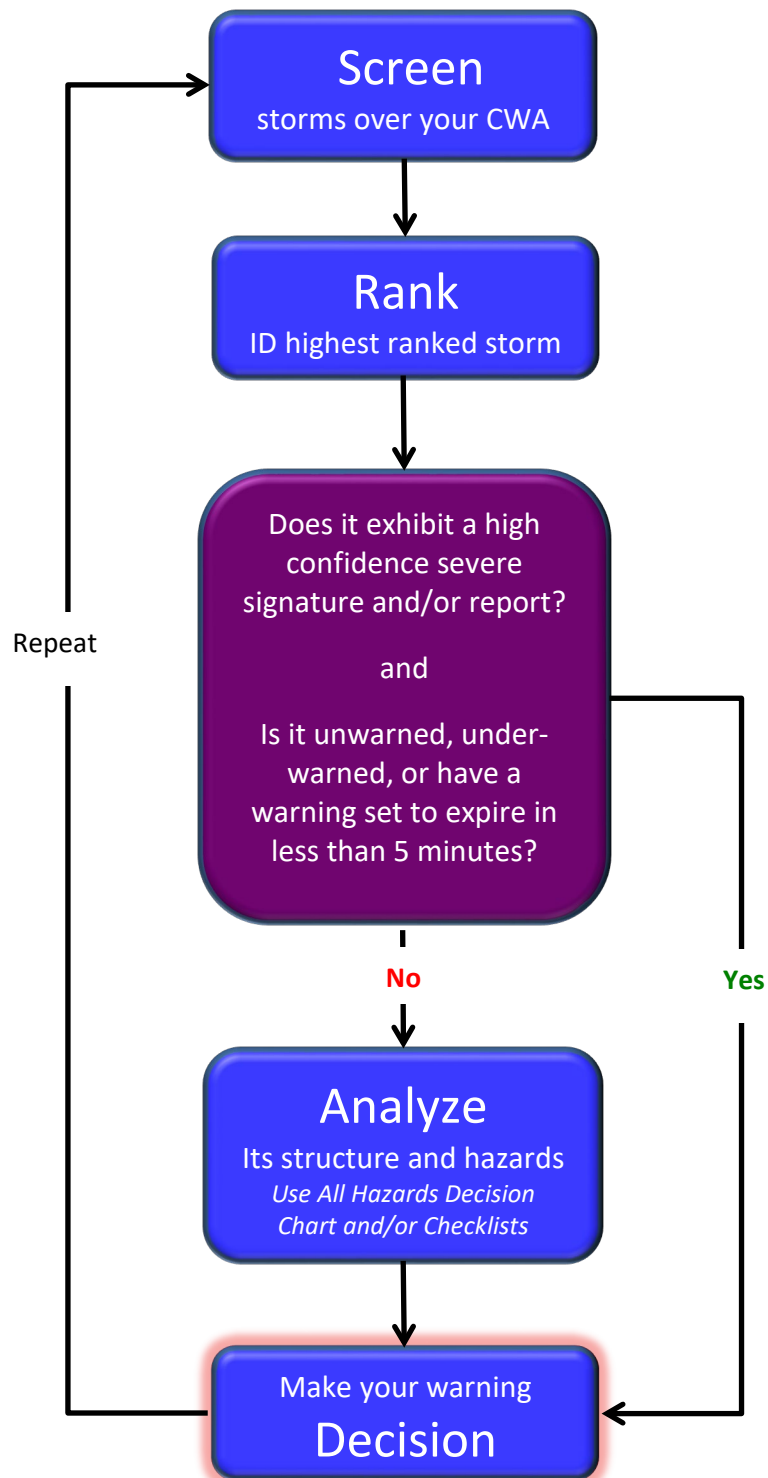 Screen
storms over your CWA
Rank
ID highest ranked storm
Does it exhibit a high
confidence severe
signature and/or report?
and
Is it unwarned, under-
warned, or have a
warning set to expire in
less than 5 minutes?
Repeat
No
Yes
Analyze
Its structure and hazards
Use All Hazards Decision
Chart and/or Checklists
Make your warning
Decision